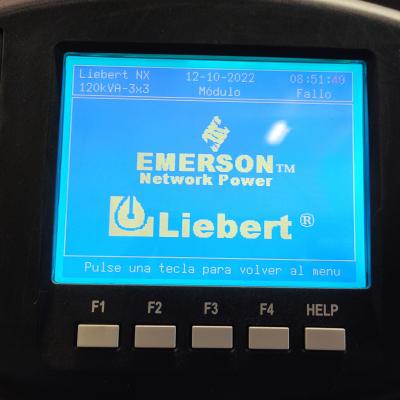 Liebert NX 12-10-2022 08:51:49
120kVA-3x3 Módulo Fallo
EMERSON™
Network Power
Liebert®
Pulse una tecla para volver al menu
F1 F2 F3 F4 HELP